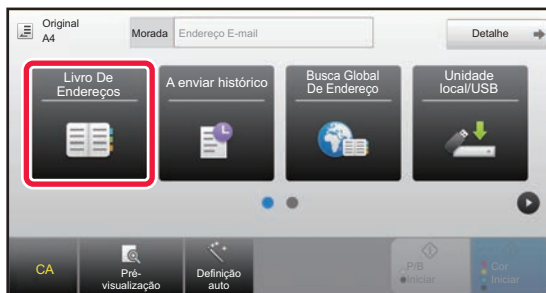 Original
A4
Morada
Endereço E-mail
Detalhe
Livro De
Endereços
A enviar histórico
Busca Global
De Endereço
Unidade
local/USB
CA
Pré-
visualização
Definição
auto
P/B
Iniciar
Cor
Iniciar